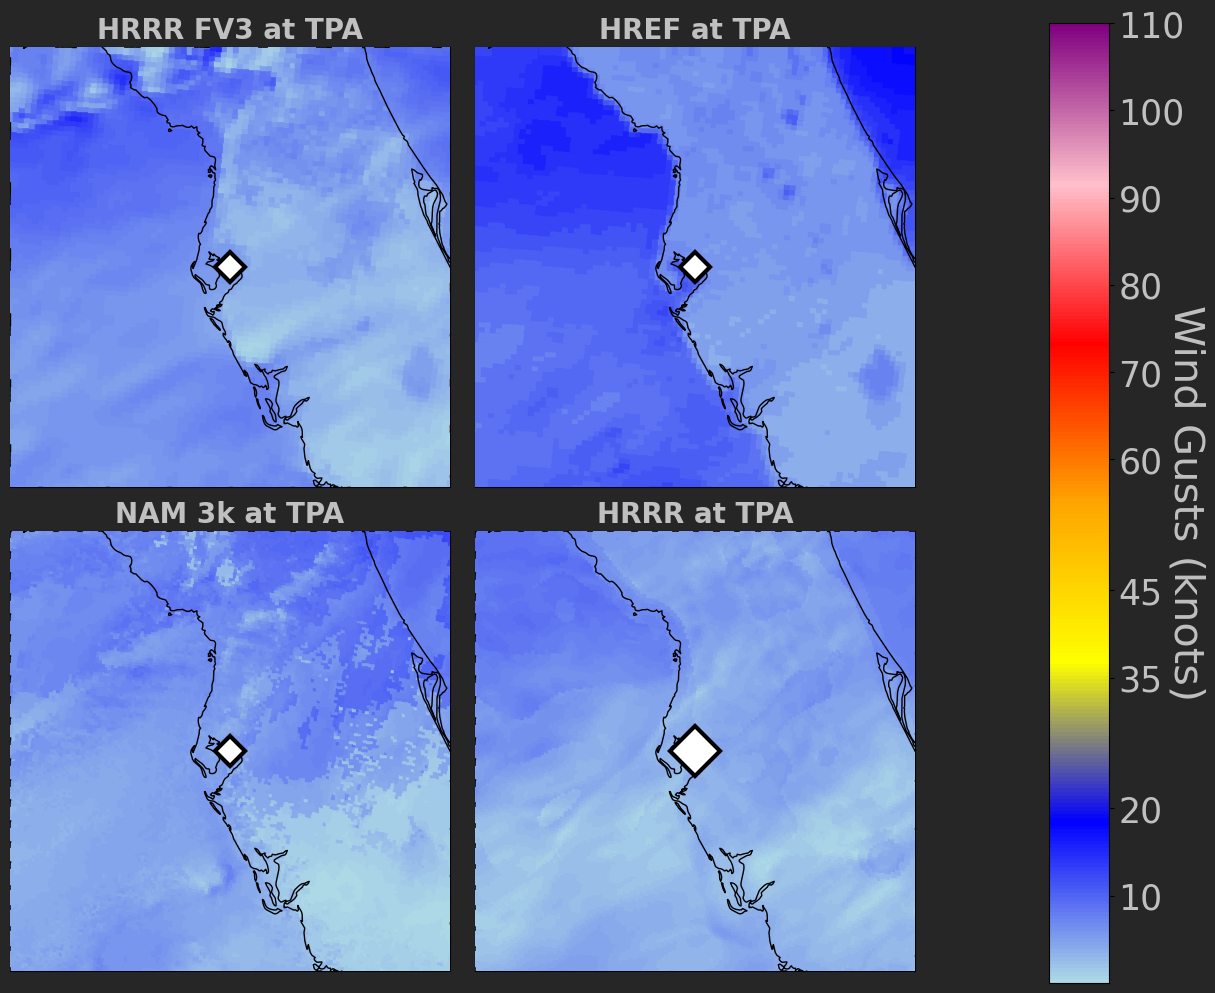 HRRR FV3 at TPA
HREF at TPA
NAM 3k at TPA
HRRR at TPA
110
100
90
80
70
60
45
35
20
10
Wind Gusts (knots)